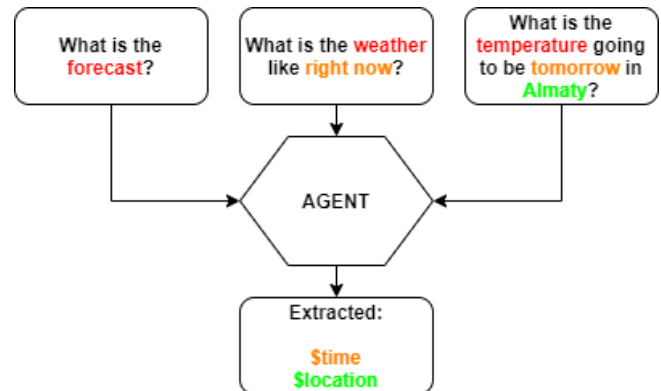 What is the
forecast?
What is the weather
like right now?
What is the
temperature going
to be tomorrow in
Almaty?
AGENT
Extracted:
$time
$location